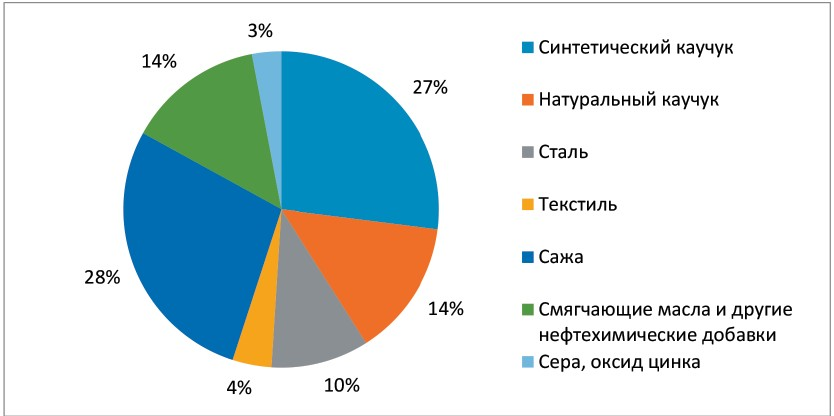 3%
14%
27%
28%
14%
4%
10%
Синтетический каучук
Натуральный каучук
Сталь
Текстиль
Сажа
Смягчающие масла и другие
нефтехимические добавки
Сера, оксид цинка